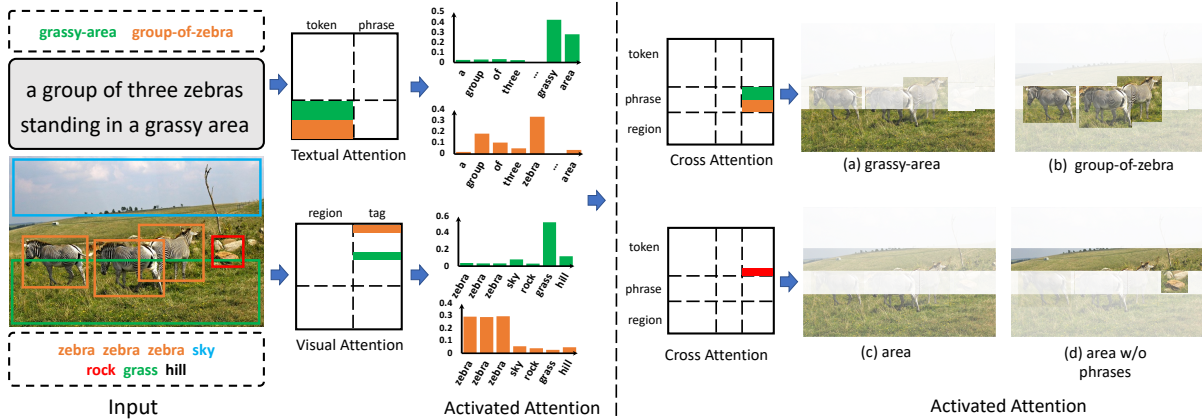 grassy-area group-of-zebra
a group of three zebras
standing in a grassy area
zebra zebra zebra sky
rock grass hill
Input
token phrase
Textual Attention
region tag
Visual Attention
0.5
0.4
0.3
0.2
0.1
0
a group of three ... grassy area
0.4
0.3
0.2
0.1
0
a group of three zebra ... area
0.6
0.4
0.2
0
zebra zebra zebra sky rock grass hill
0.4
0.3
0.2
0.1
0
zebra zebra zebra sky rock grass hill
Activated Attention
token
phrase
region
Cross Attention
(a) grassy-area
(b) group-of-zebra
token
phrase
region
Cross Attention
(c) area
(d) area w/o
phrases
Activated Attention